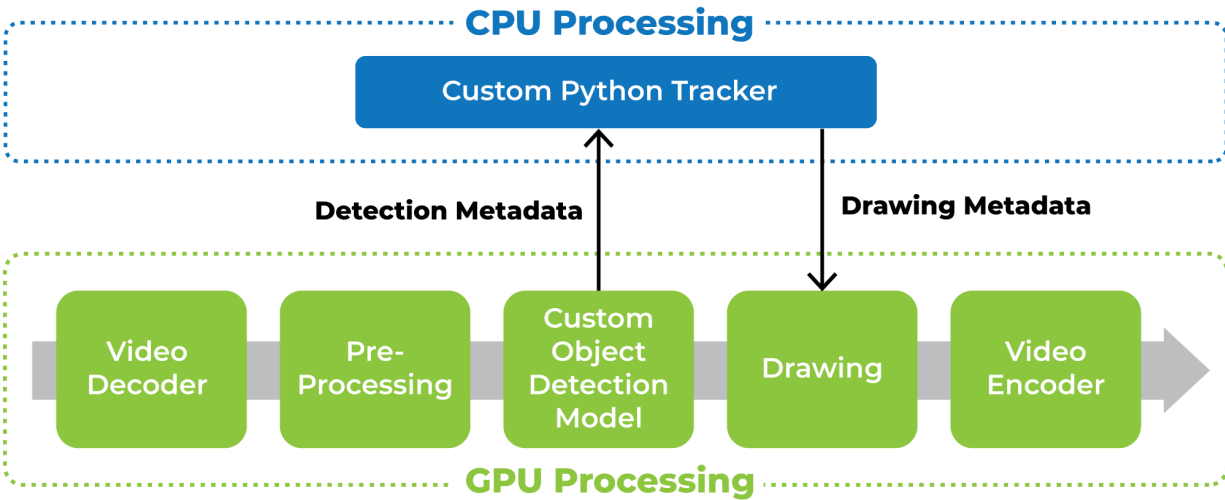 CPU Processing
Custom Python Tracker
Detection Metadata
Drawing Metadata
Video
Decoder
Pre-
Processing
Custom
Object
Detection
Model
Drawing
Video
Encoder
GPU Processing